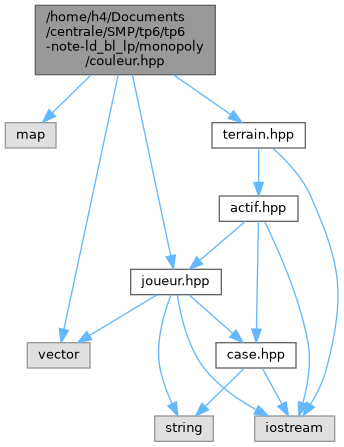 /home/h4/Documents
/centrale/SMP/tp6/tp6
-note-ld_bl_lp/monopoly
/couleur.hpp
map
terrain.hpp
actif.hpp
joueur.hpp
vector
case.hpp
string
iostream